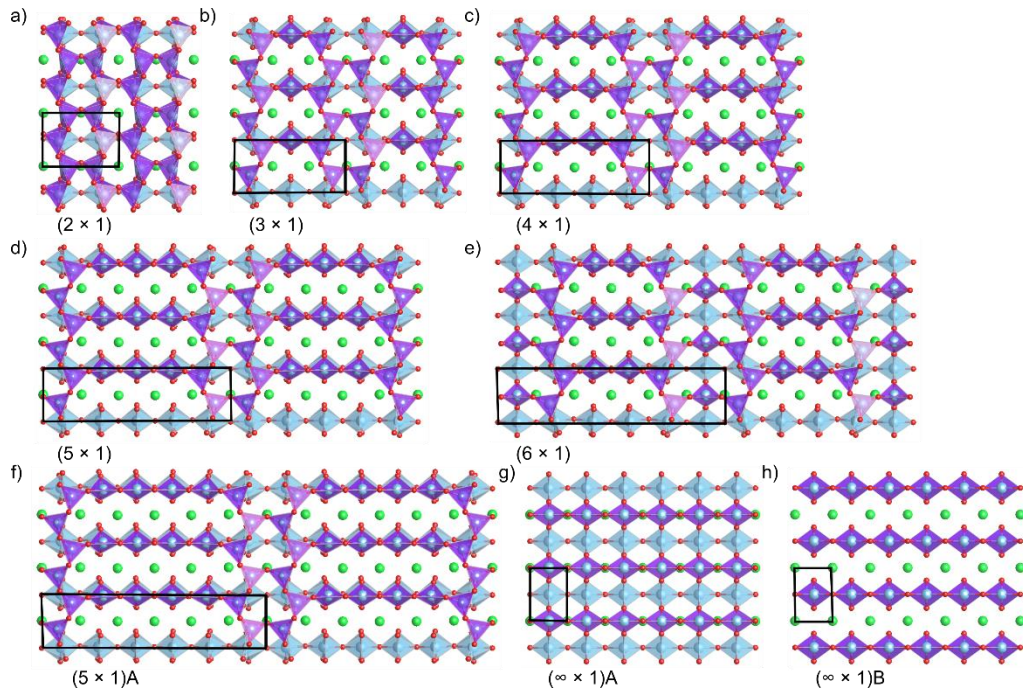 a)
b)
c)
(2 × 1)
(3 × 1)
(4 × 1)
d)
e)
(5 × 1)
(6 × 1)
f)
g)
h)
(5 × 1)A
(∞ × 1)A
(∞ × 1)B